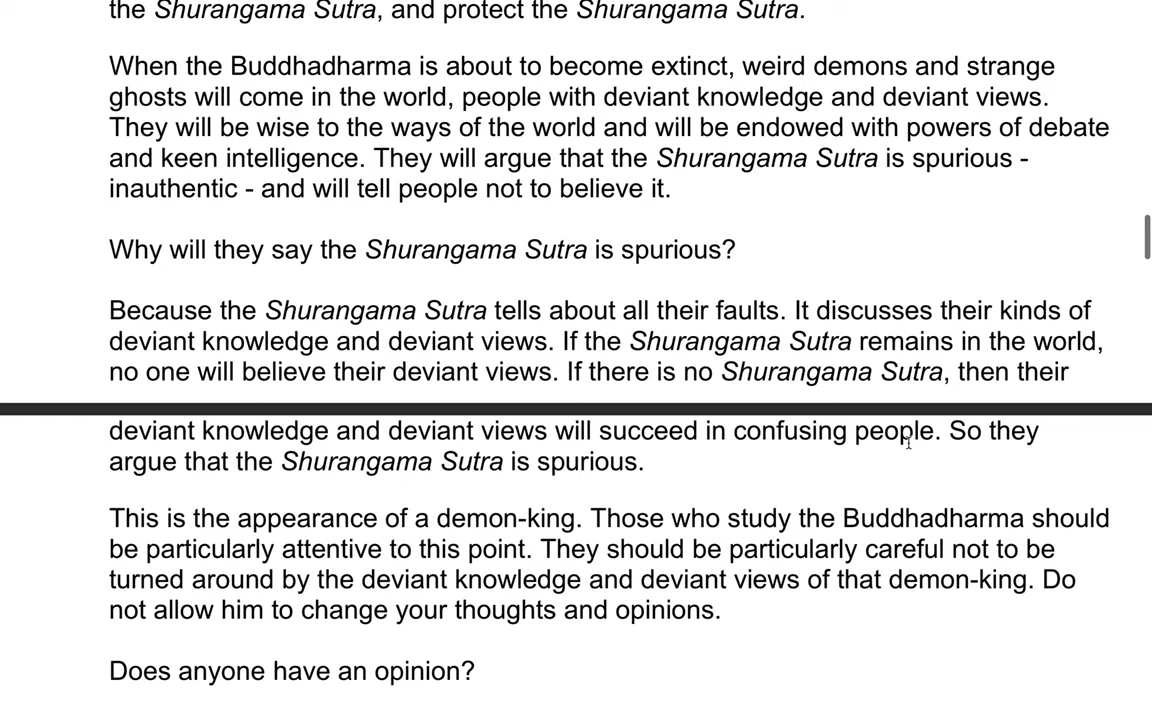 the Shurangama Sutra, and protect the Shurangama Sutra.
When the Buddhadharma is about to become extinct, weird demons and strange
ghosts will come in the world, people with deviant knowledge and deviant views.
They will be wise to the ways of the world and will be endowed with powers of debate
and keen intelligence. They will argue that the Shurangama Sutra is spurious -
inauthentic - and will tell people not to believe it.
Why will they say the Shurangama Sutra is spurious?
Because the Shurangama Sutra tells about all their faults. It discusses their kinds of
deviant knowledge and deviant views. If the Shurangama Sutra remains in the world,
no one will believe their deviant views. If there is no Shurangama Sutra, then their
deviant knowledge and deviant views will succeed in confusing people. So they
argue that the Shurangama Sutra is spurious.
This is the appearance of a demon-king. Those who study the Buddhadharma should
be particularly attentive to this point. They should be particularly careful not to be
turned around by the deviant knowledge and deviant views of that demon-king. Do
not allow him to change your thoughts and opinions.
Does anyone have an opinion?